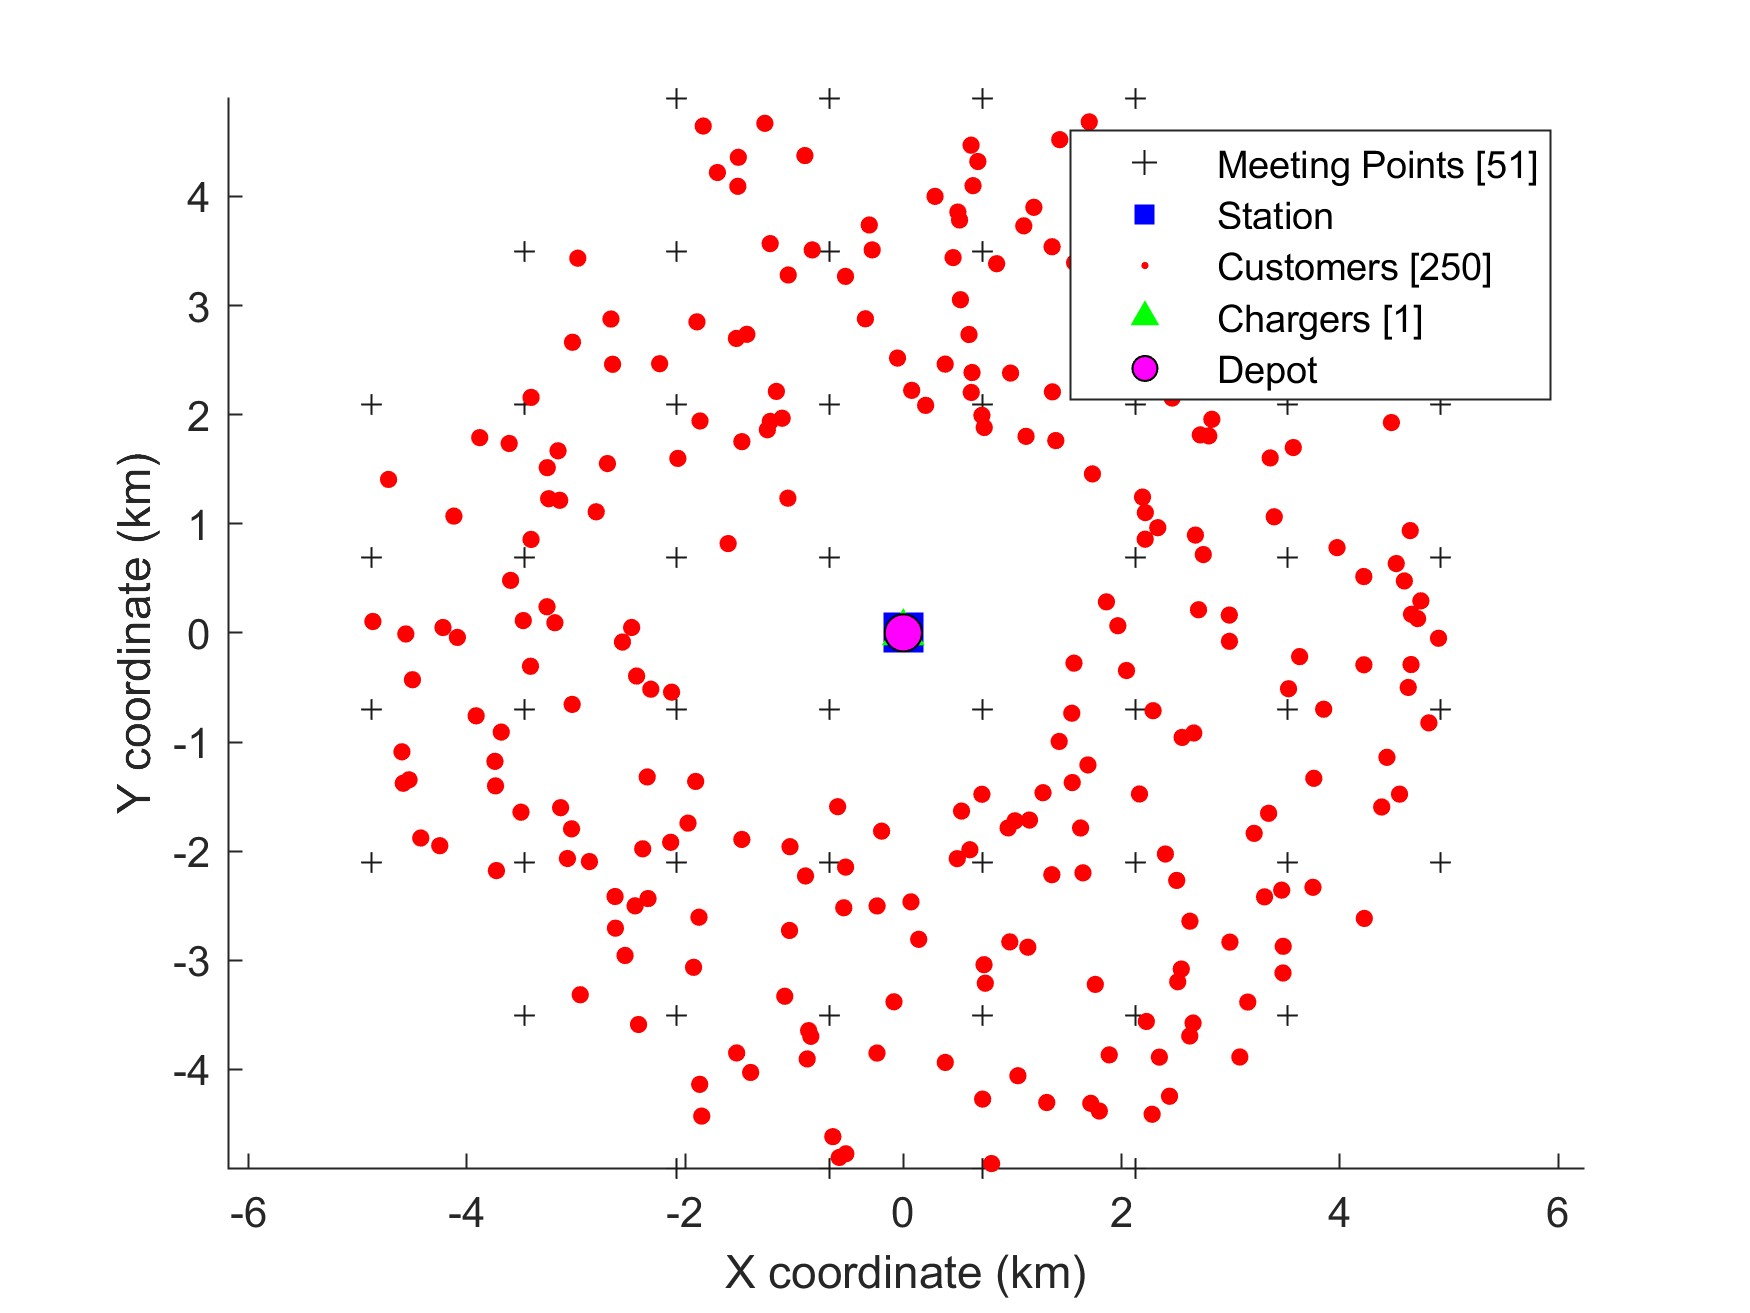 Meeting Points [51]
Station
Customers [250]
Chargers [1]
Depot
4
3
2
1
0
-1
-2
-3
-4
Y coordinate (km)
-6 -4 -2 0 2 4 6
X coordinate (km)